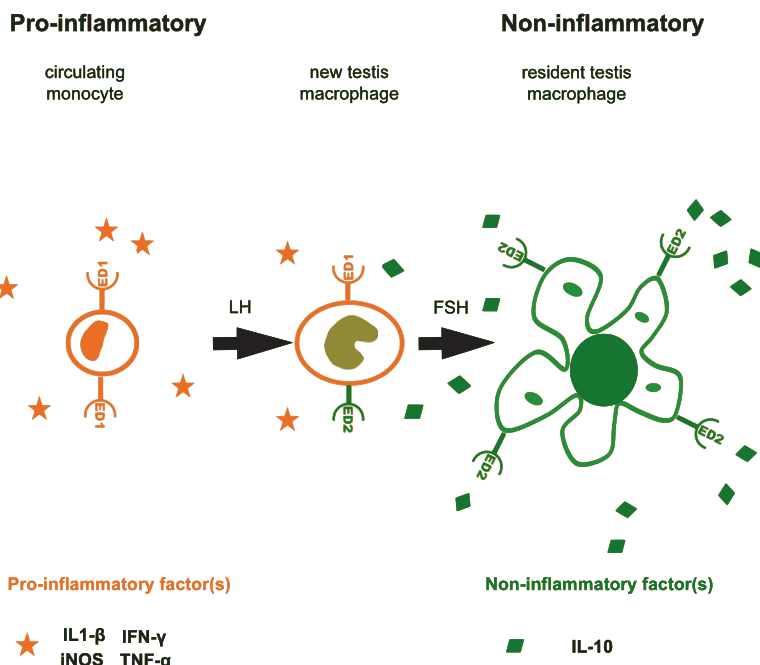 Pro-inflammatory
Non-inflammatory
circulating
monocyte
new testis
macrophage
resident testis
macrophage
ED1
ED1
LH
ED1
ED2
FSH
ED2
ED2
ED2
ED2
Pro-inflammatory factor(s)
IL1-β IFN-γ
iNOS TNF-α
Non-inflammatory factor(s)
IL-10